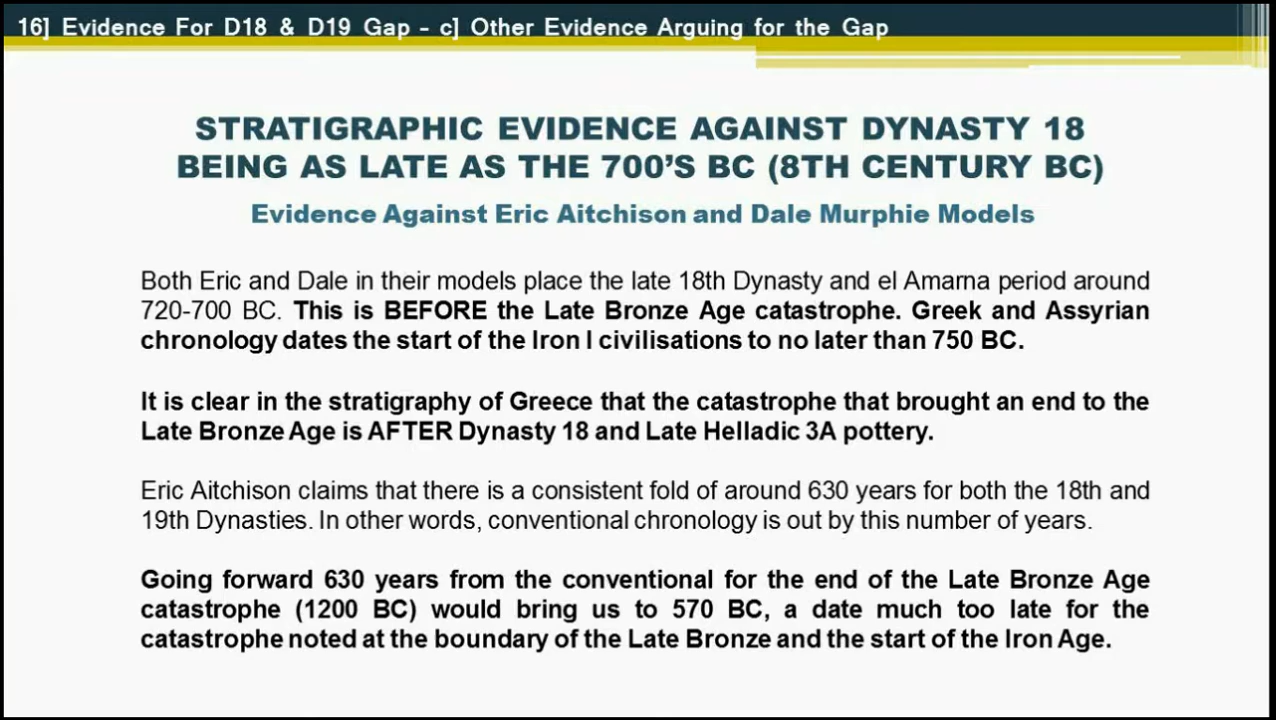 16] Evidence For D18 & D19 Gap – c] Other Evidence Arguing for the Gap
STRATIGRAPHIC EVIDENCE AGAINST DYNASTY 18
BEING AS LATE AS THE 700’S BC (8TH CENTURY BC)
Evidence Against Eric Aitchison and Dale Murphie Models
Both Eric and Dale in their models place the late 18th Dynasty and el Amarna period around
720-700 BC. This is BEFORE the Late Bronze Age catastrophe. Greek and Assyrian
chronology dates the start of the Iron I civilisations to no later than 750 BC.
It is clear in the stratigraphy of Greece that the catastrophe that brought an end to the
Late Bronze Age is AFTER Dynasty 18 and Late Helladic 3A pottery.
Eric Aitchison claims that there is a consistent fold of around 630 years for both the 18th and
19th Dynasties. In other words, conventional chronology is out by this number of years.
Going forward 630 years from the conventional for the end of the Late Bronze Age
catastrophe (1200 BC) would bring us to 570 BC, a date much too late for the
catastrophe noted at the boundary of the Late Bronze and the start of the Iron Age.